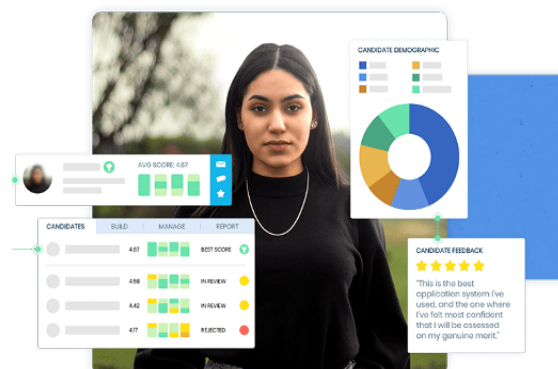 CANDIDATE DEMOGRAPHIC
AVG SCORE: 4.67
CANDIDATES BUILD MANAGE REPORT
4.67 BEST SCORE
4.56 IN REVIEW
4.42 IN REVIEW
4.17 REJECTED
CANDIDATE FEEDBACK
"This is the best
application system I've
used, and the one where
I've felt most confident
that I will be assessed
on my genuine merit."